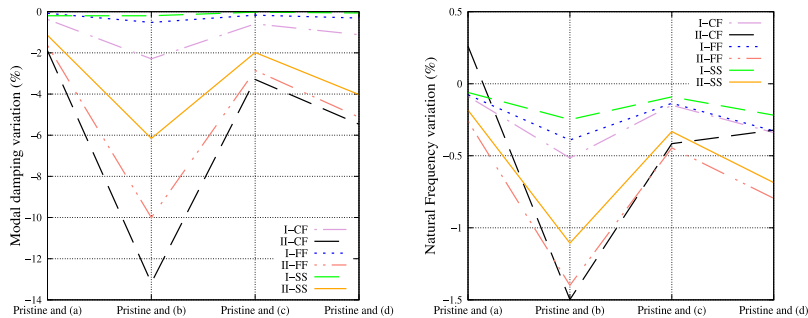 Modal damping variation (%)
0
−2
−4
−6
−8
−10
−12
−14
I−CF
II−CF
I−FF
II−FF
I−SS
II−SS
Pristine and (a) Pristine and (b) Pristine and (c) Pristine and (d)
Natural Frequency variation (%)
0.5
0
−0.5
−1
−1.5
I−CF
II−CF
I−FF
II−FF
I−SS
II−SS
Pristine and (a) Pristine and (b) Pristine and (c) Pristine and (d)